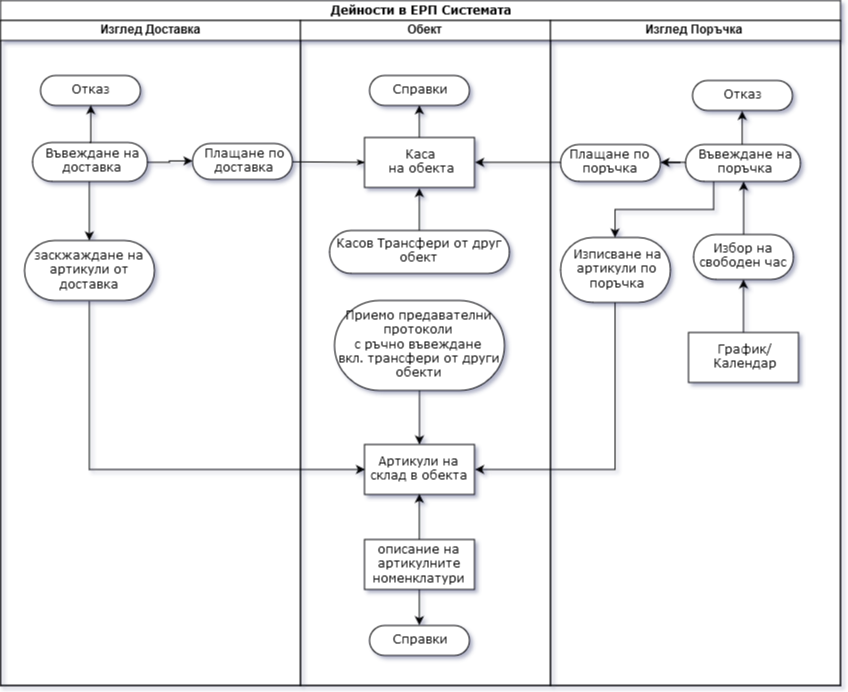 Дейности в ЕРП Системата
Изглед Доставка
Обект
Изглед Поръчка
Отказ
Въвеждане на
доставка
Плащане по
доставка
заскжаждане на
артикули от
доставка
Справки
Каса
на обекта
Касов Трансфери от друг
обект
Приемо предавателни
протоколи
с ръчно въвеждане
вкл. трансфери от други
обекти
Артикули на
склад в обекта
описание на
артикулните
номенклатури
Справки
Отказ
Плащане по
поръчка
Въвеждане на
поръчка
Изписване на
артикули по
поръчка
Избор на
свободен час
График/
Календар